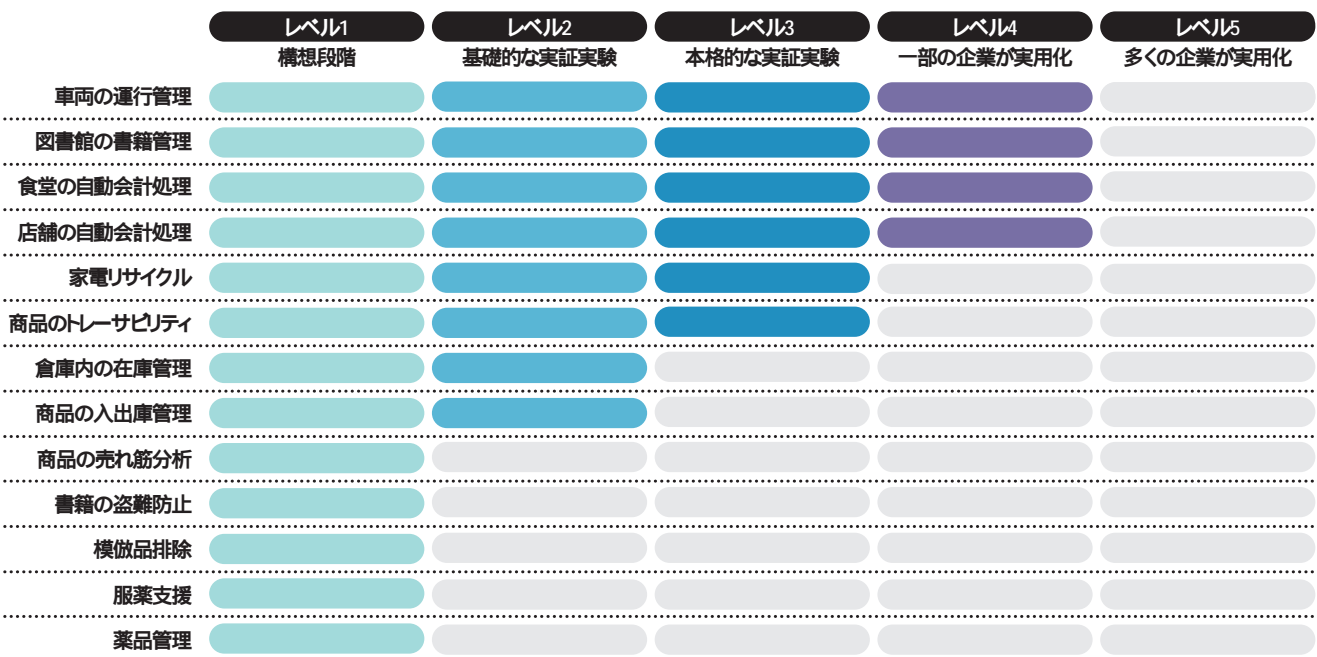 レベル1 レベル2 レベル3 レベル4 レベル5
構想段階 基礎的な実証実験 本格的な実証実験 一部の企業が実用化 多くの企業が実用化
車両の運行管理
図書館の書籍管理
食堂の自動会計処理
店舗の自動会計処理
家電リサイクル
商品のトレーサビリティ
倉庫内の在庫管理
商品の入出庫管理
商品の売れ筋分析
書籍の盗難防止
模倣品排除
服薬支援
薬品管理